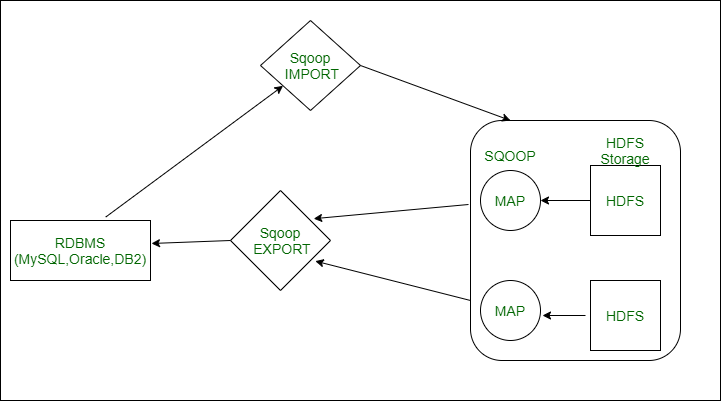 Sqoop
IMPORT
SQOOP
HDFS
Storage
MAP
HDFS
Sqoop
EXPORT
RDBMS
(MySQL,Oracle,DB2)
MAP
HDFS